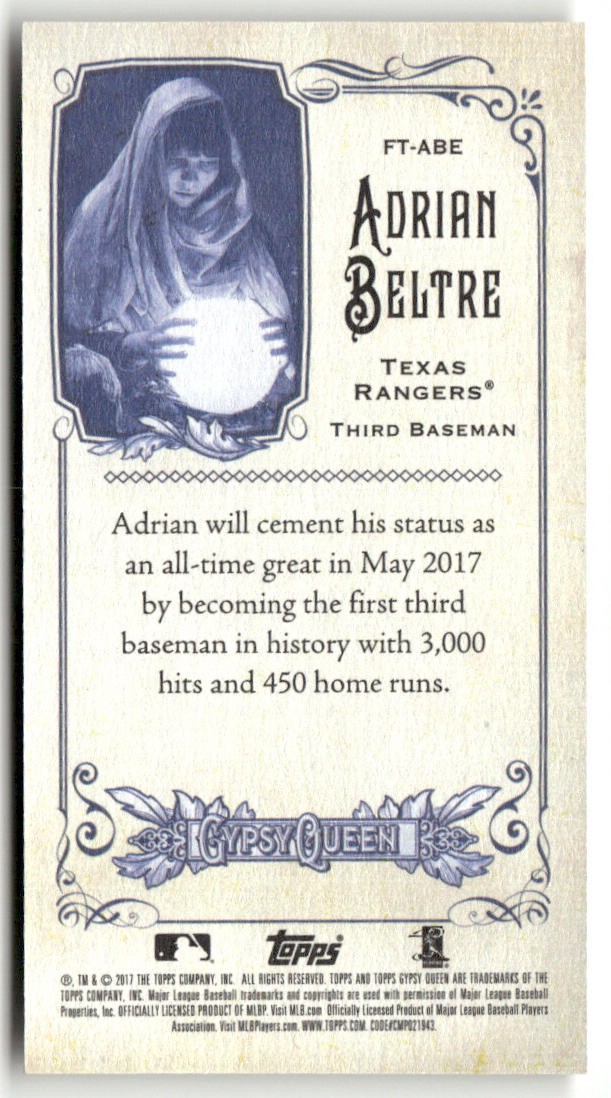 FT-ABE
ADRIAN
BELTRE
TEXAS
RANGERS®
THIRD BASEMAN
Adrian will cement his status as
an all-time great in May 2017
by becoming the first third
baseman in history with 3,000
hits and 450 home runs.
GYPSY QUEEN
Topps®
®, TM & © 2017 THE TOPPS COMPANY, INC. ALL RIGHTS RESERVED. TOPPS AND TOPPS GYPSY QUEEN ARE TRADEMARKS OF THE
TOPPS COMPANY, INC. Major League Baseball trademarks and copyrights are used with permission of Major League Baseball
Properties, Inc. OFFICIALLY LICENSED PRODUCT OF MLBP. Visit MLB.com Officially Licensed Product of Major League Baseball Players
Association. Visit MLBPlayers.com. WWW.TOPPS.COM. CODE#CMP021943.